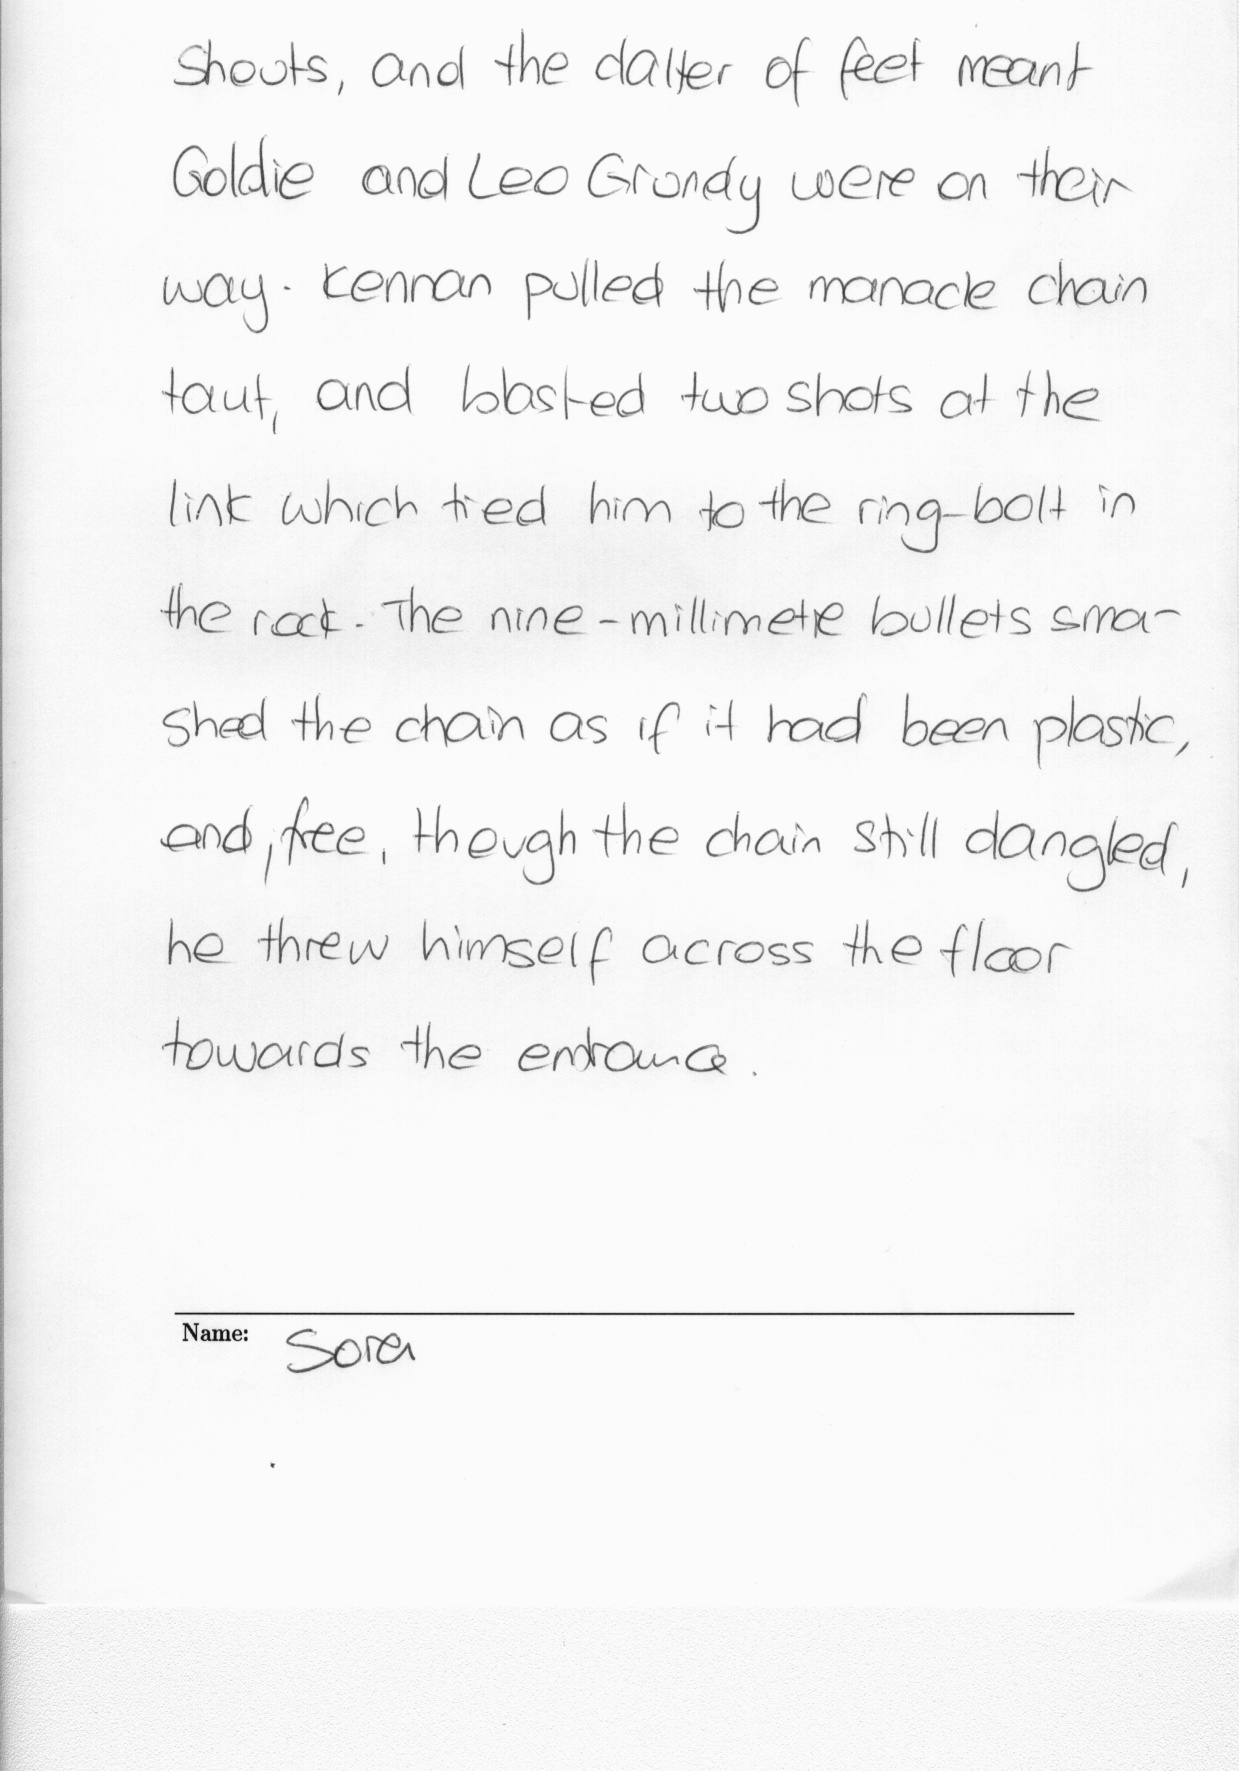 Shouts, and the clatter of feet meant
Goldie and Leo Grundy were on their
way. Kennan pulled the manacle chain
taut, and blasted two shots at the
link which tied him to the ring-bolt in
the rock. The nine-millimetre bullets sma-
shed the chain as if it had been plastic,
and, free, though the chain still dangled,
he threw himself across the floor
towards the entrance.
Name: Sora